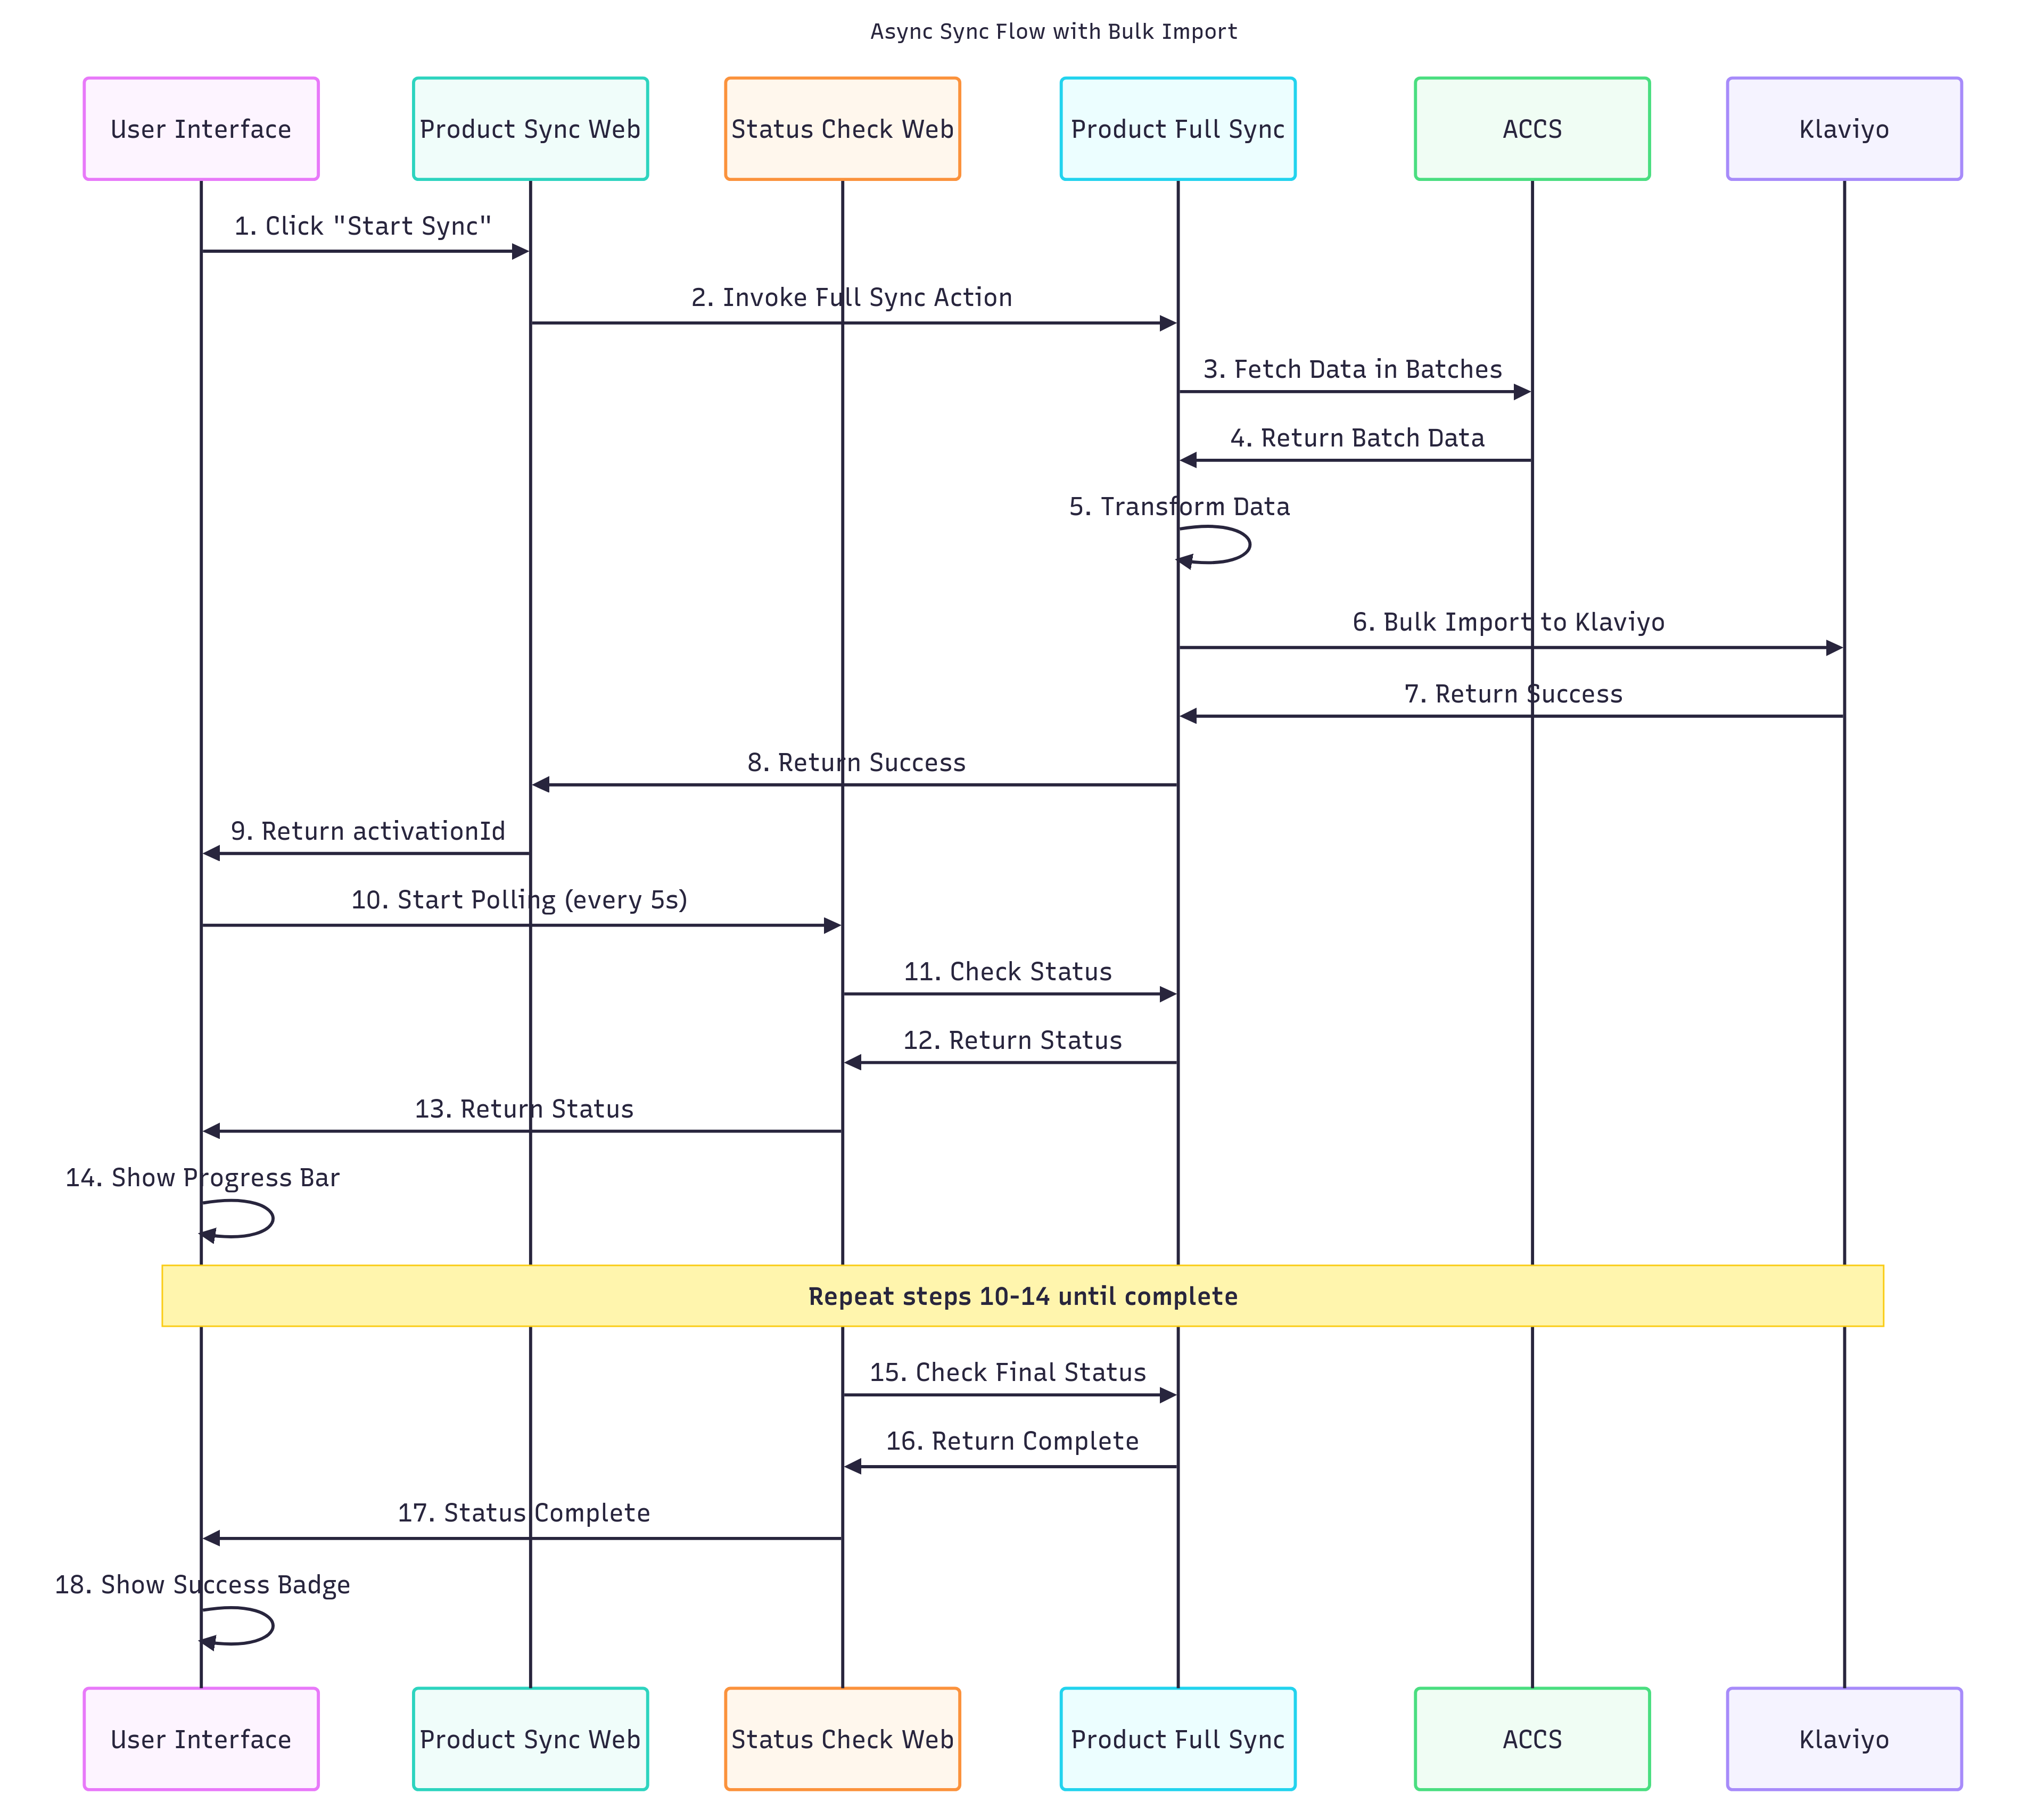 Async Sync Flow with Bulk Import
User Interface
Product Sync Web
Status Check Web
Product Full Sync
ACCS
Klaviyo
1. Click "Start Sync"
2. Invoke Full Sync Action
3. Fetch Data in Batches
4. Return Batch Data
5. Transform Data
6. Bulk Import to Klaviyo
7. Return Success
8. Return Success
9. Return activationId
10. Start Polling (every 5s)
11. Check Status
12. Return Status
13. Return Status
14. Show Progress Bar
Repeat steps 10-14 until complete
15. Check Final Status
16. Return Complete
17. Status Complete
18. Show Success Badge
User Interface
Product Sync Web
Status Check Web
Product Full Sync
ACCS
Klaviyo